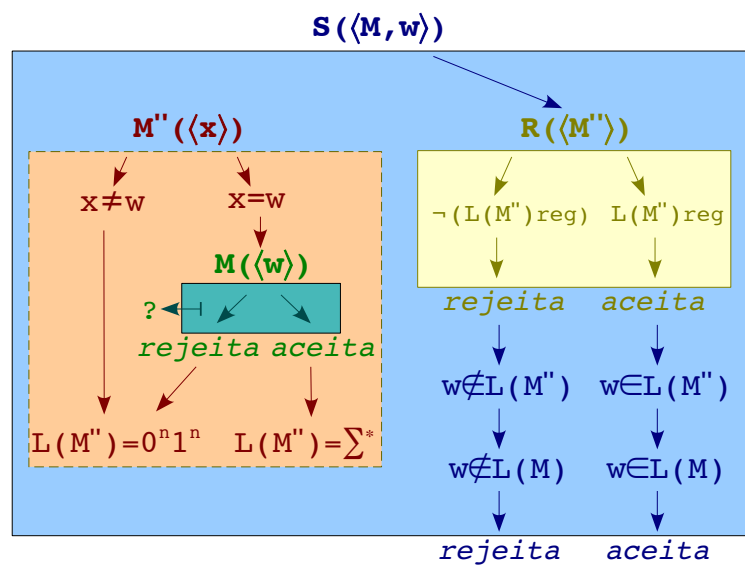 S(⟨M,w⟩)
M"(⟨x⟩)
R(⟨M"⟩)
x≠w
x=w
¬(L(M")reg)
L(M")reg
M(⟨w⟩)
?
rejeita
aceita
rejeita
aceita
w∉L(M")
w∈L(M")
L(M")=0ⁿ1ⁿ
L(M")=∑*
w∉L(M)
w∈L(M)
rejeita
aceita